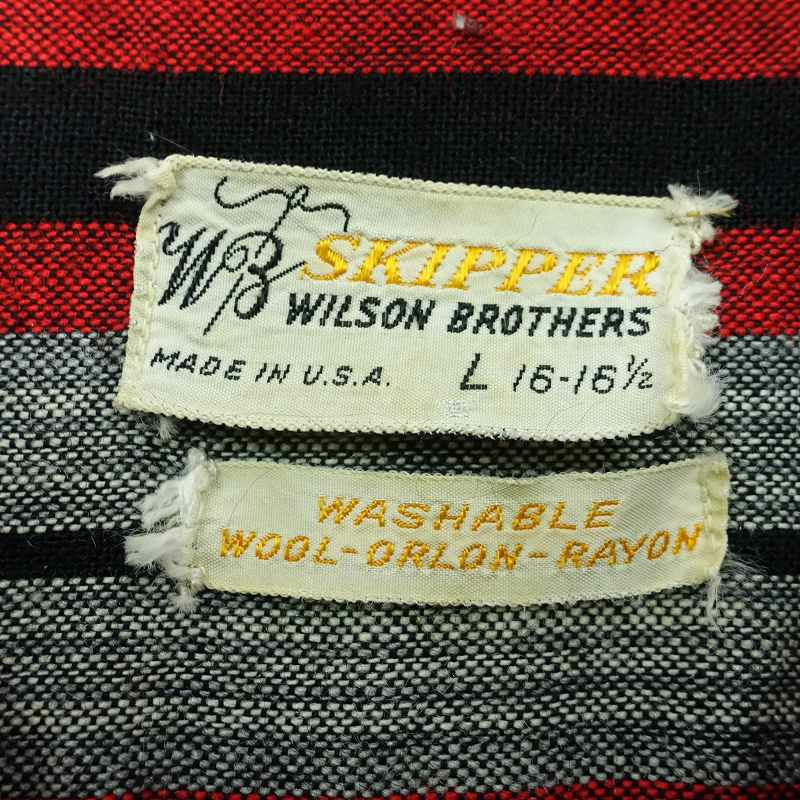 WB SKIPPER
WILSON BROTHERS
MADE IN U.S.A. L 16-16½
WASHABLE
WOOL-ORLON-RAYON